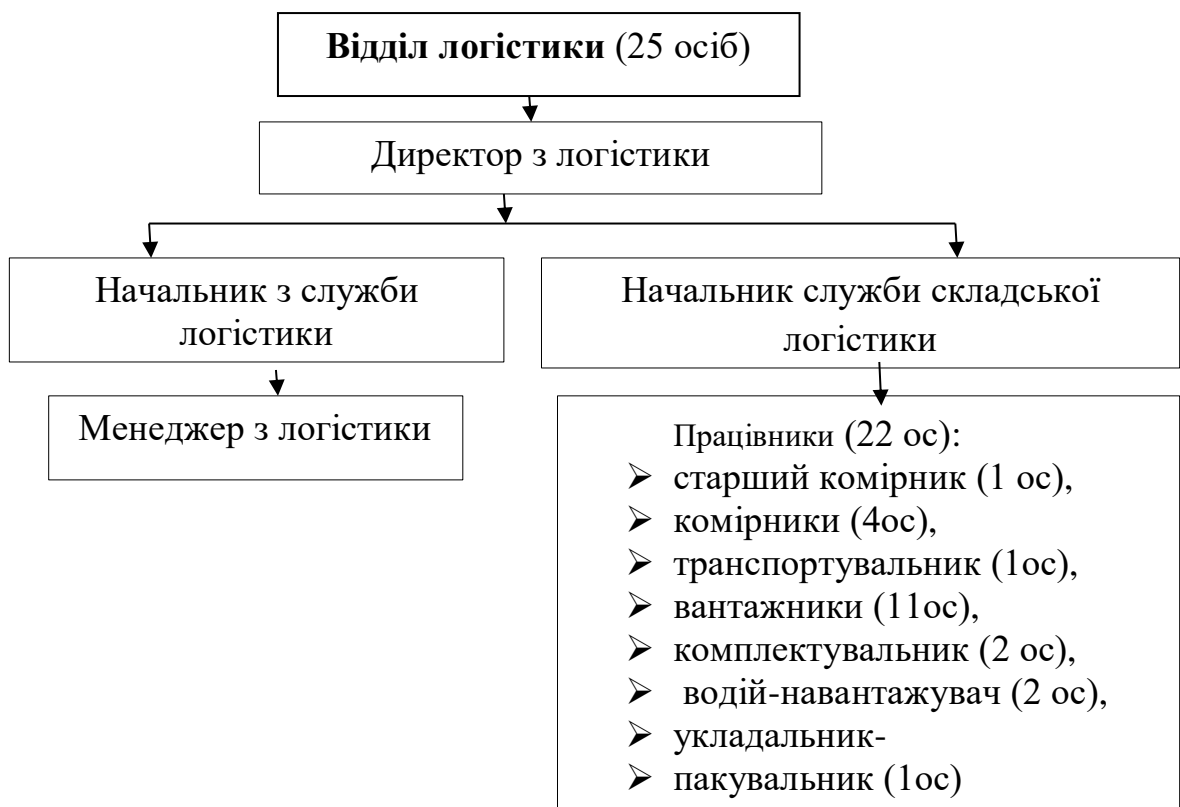 Відділ логістики (25 осіб)
Директор з логістики
Начальник з служби
логістики
Начальник служби складської
логістики
Менеджер з логістики
Працівники (22 ос):
➢ старший комірник (1 ос),
➢ комірники (4ос),
➢ транспортувальник (1ос),
➢ вантажники (11ос),
➢ комплектувальник (2 ос),
➢ водій-навантажувач (2 ос),
➢ укладальник-
➢ пакувальник (1ос)